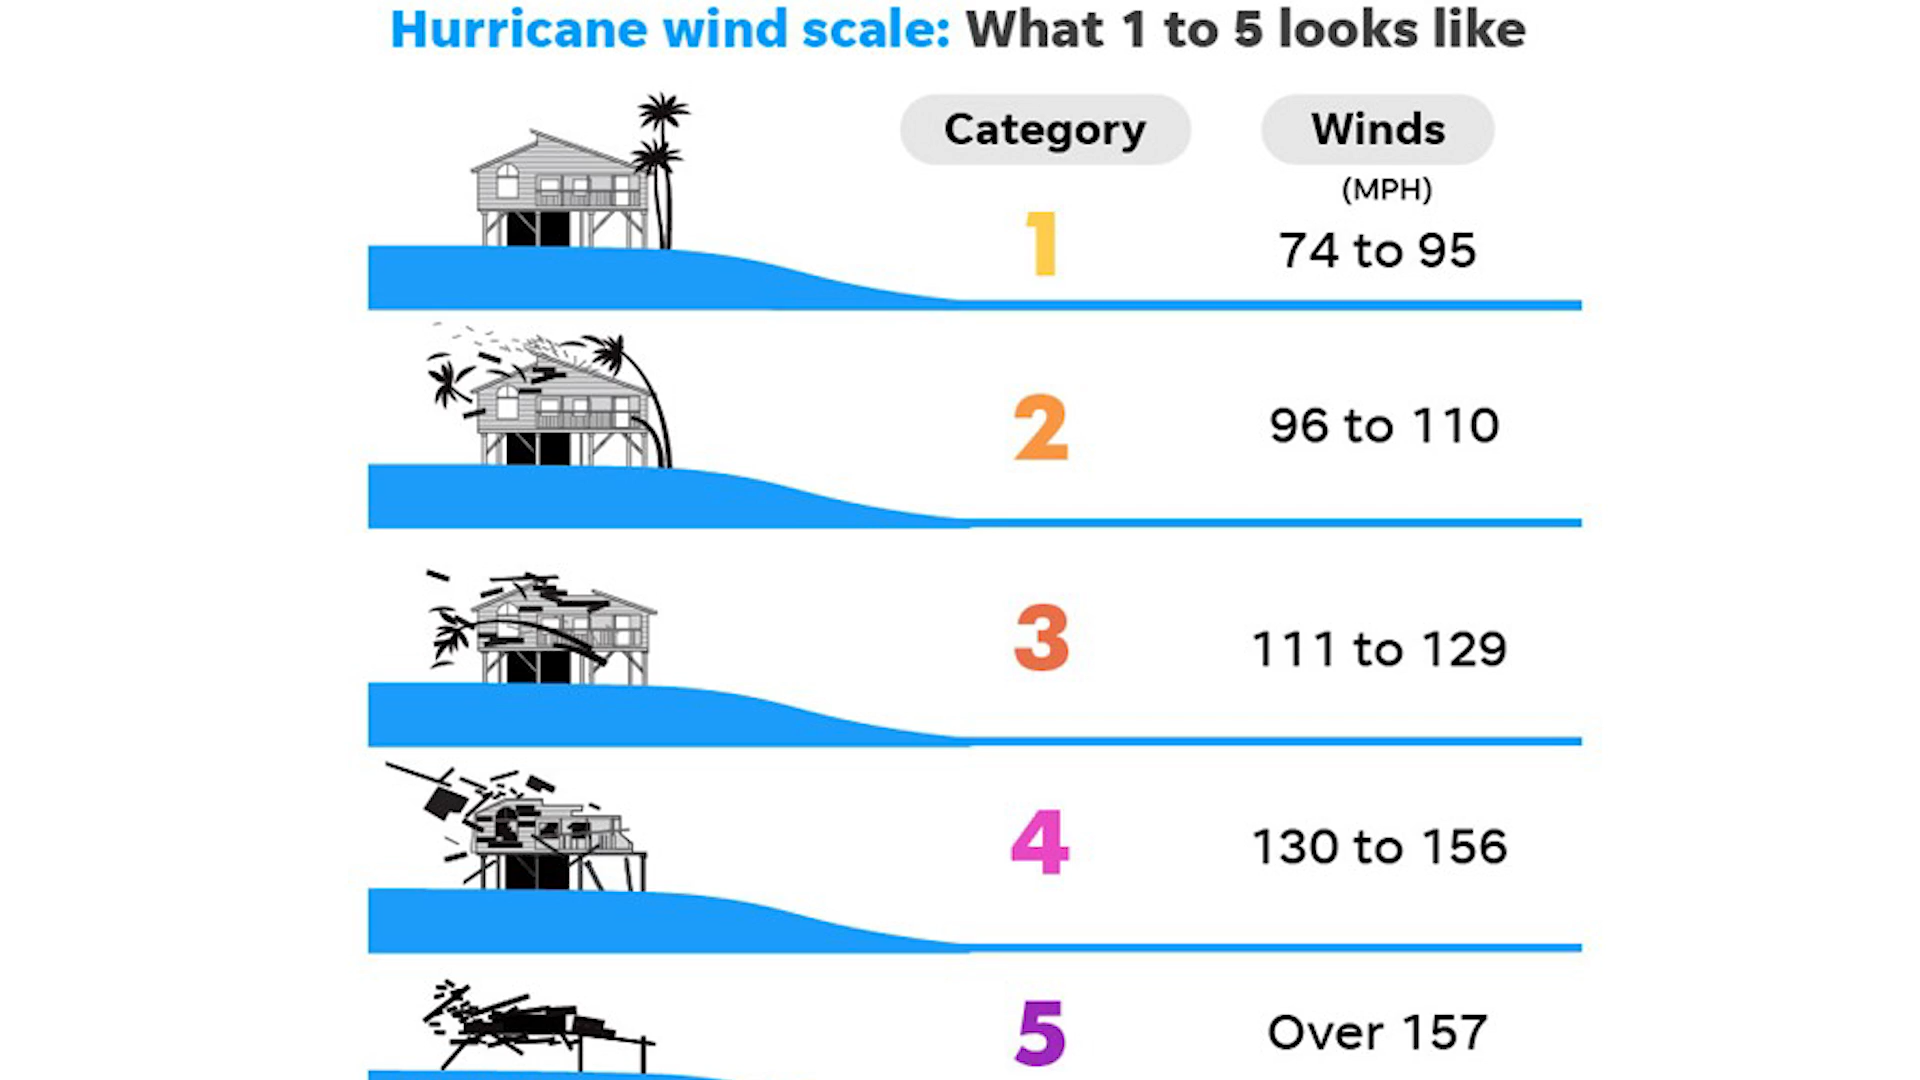 Hurricane wind scale: What 1 to 5 looks like
Category Winds
(MPH)
1 74 to 95
2 96 to 110
3 111 to 129
4 130 to 156
5 Over 157